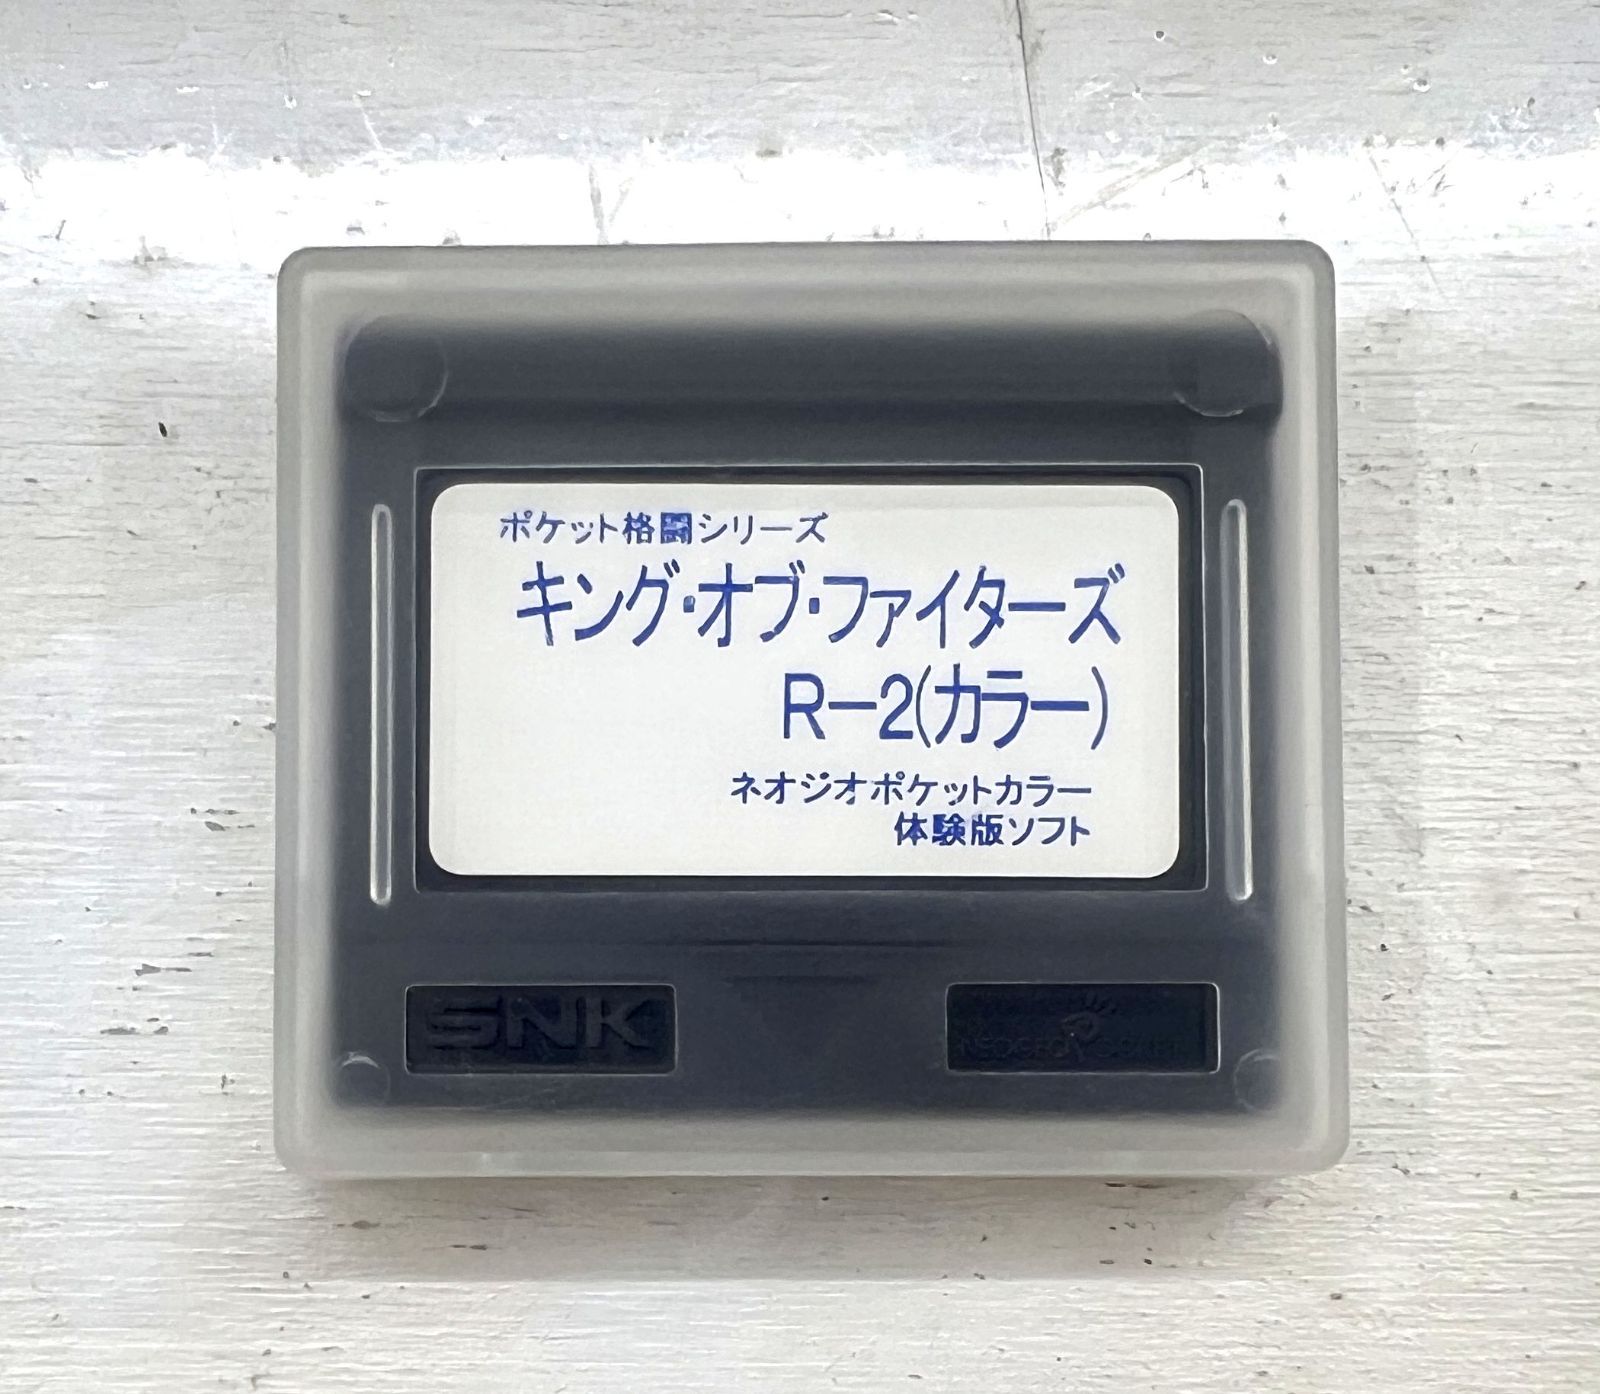 ポケット格闘シリーズ
キング・オブ・ファイターズ
R-2(カラー)
ネオジオポケットカラー
体験版ソフト
SNK